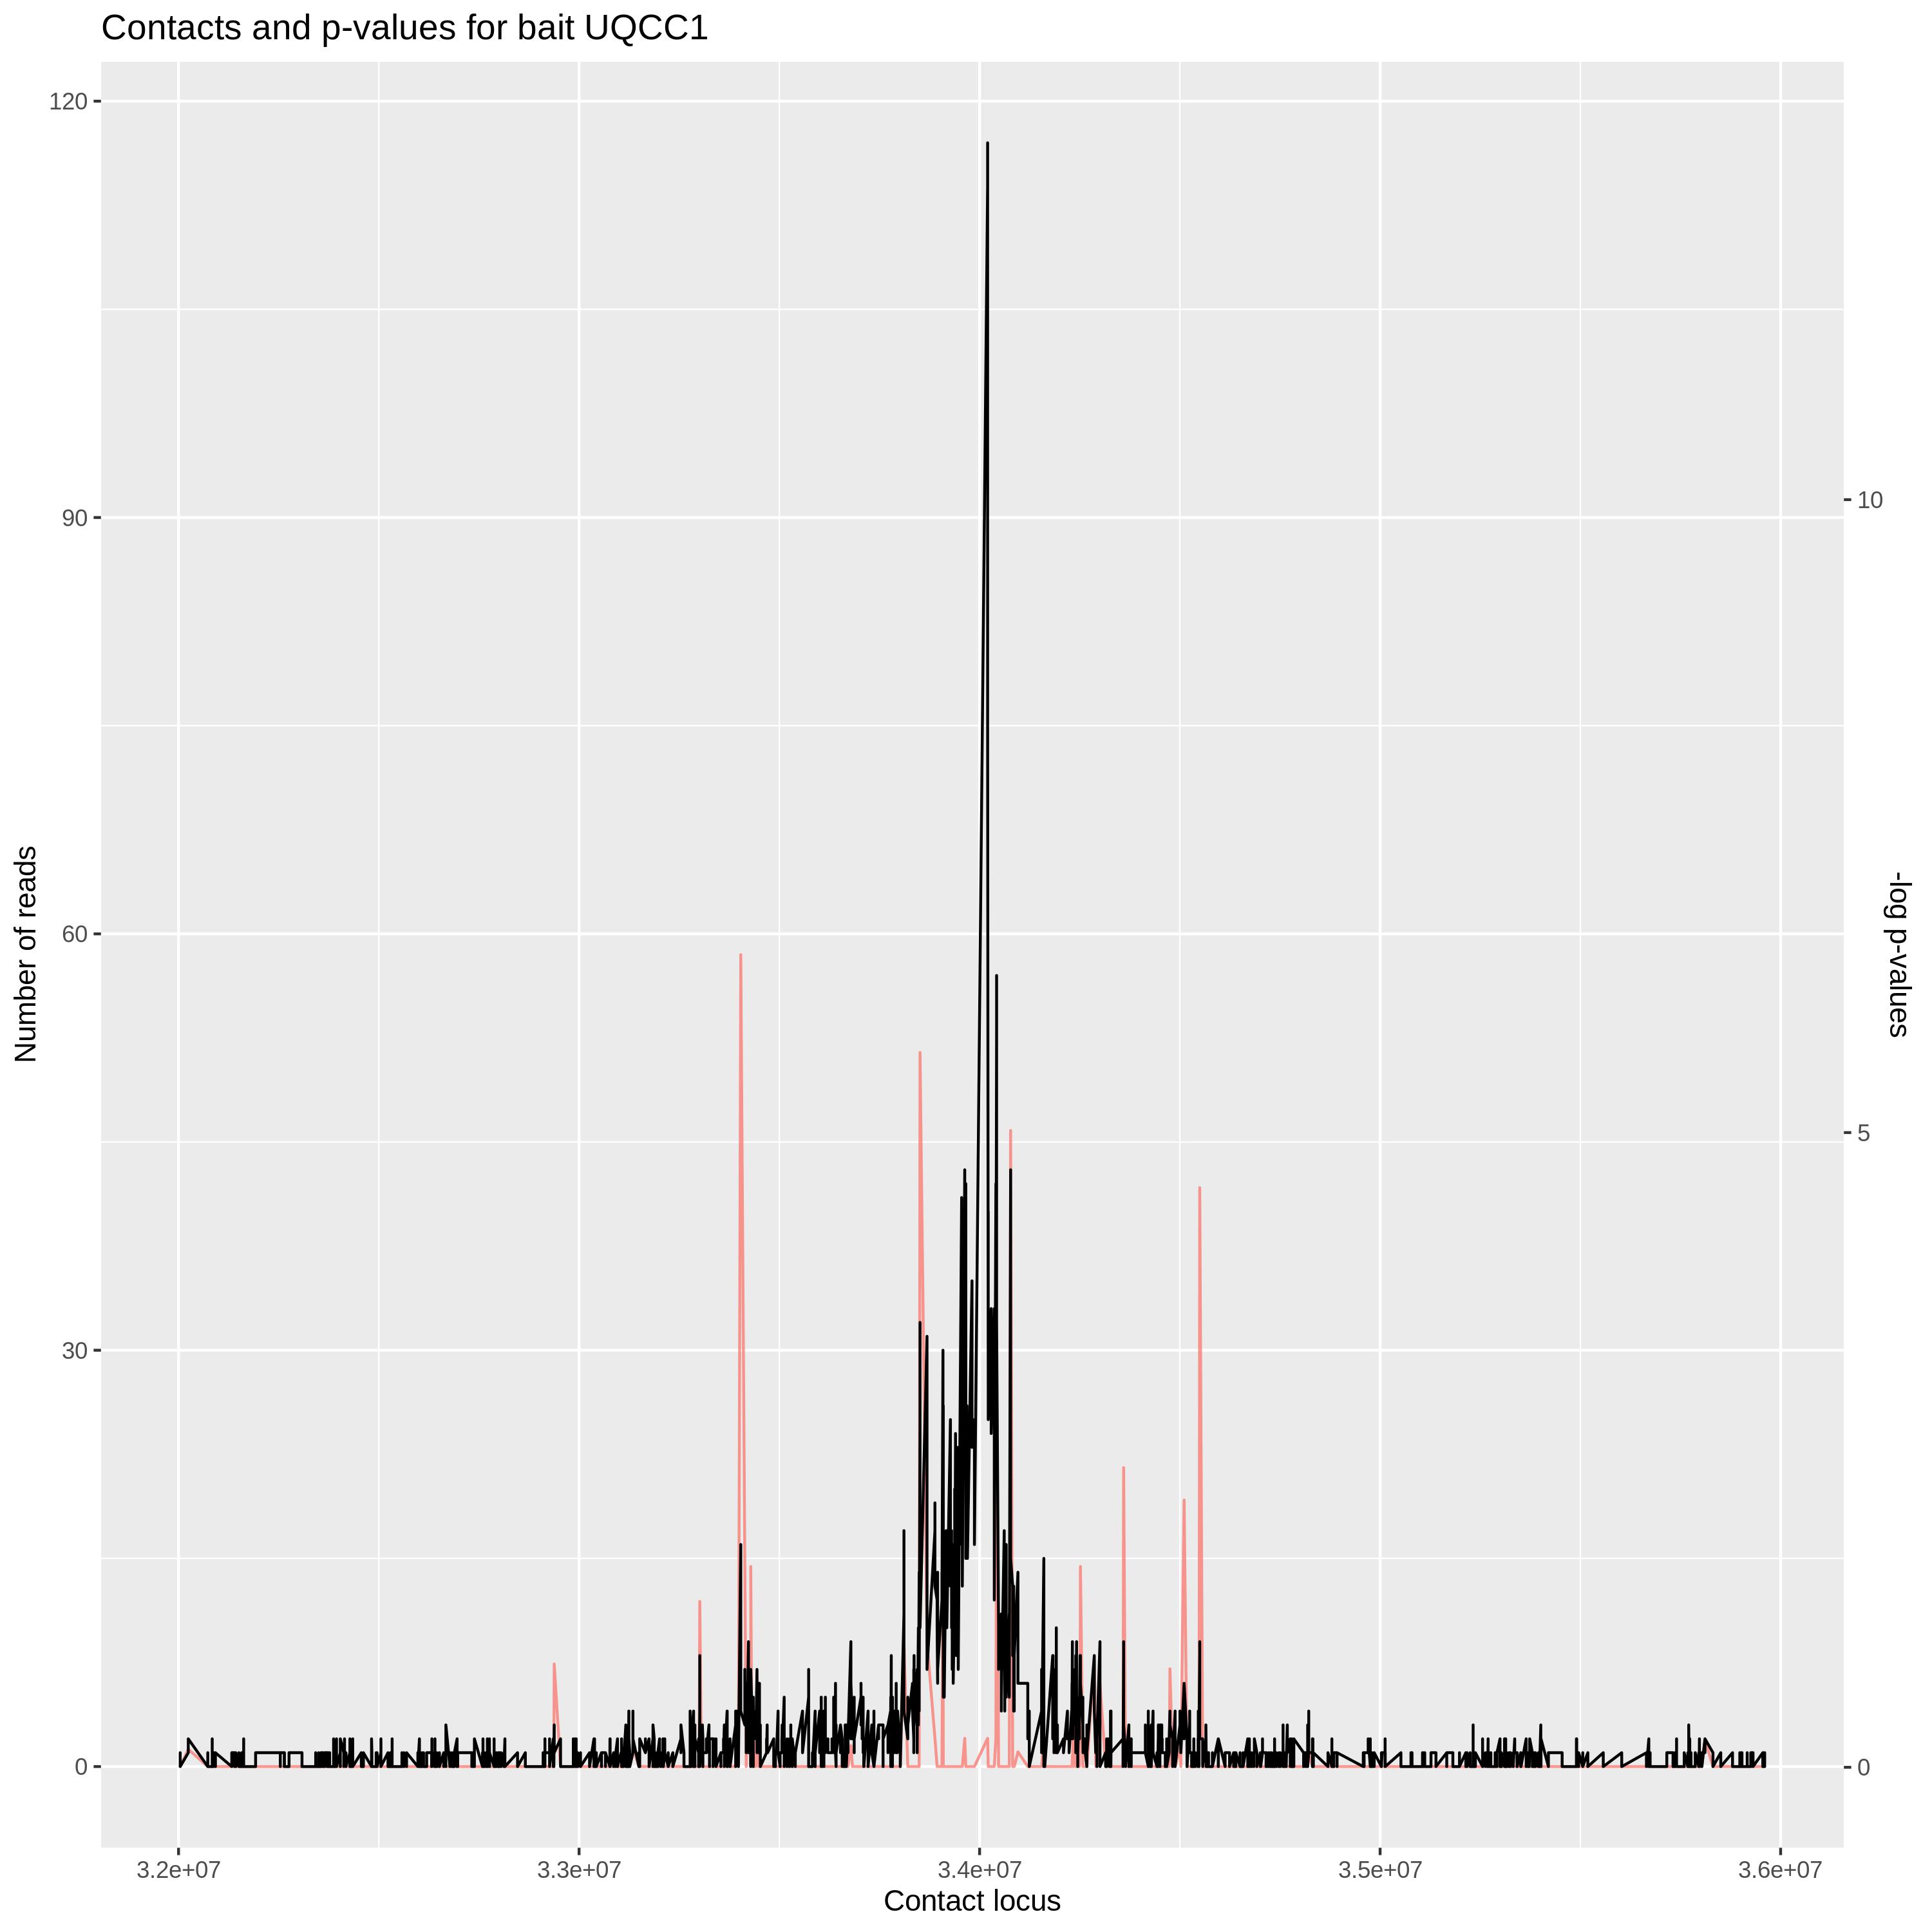 Contacts and p-values for bait UQCC1
120
90
60
30
0
Number of reads
10
5
0
-log p-values
3.2e+07
3.3e+07
3.4e+07
3.5e+07
3.6e+07
Contact locus